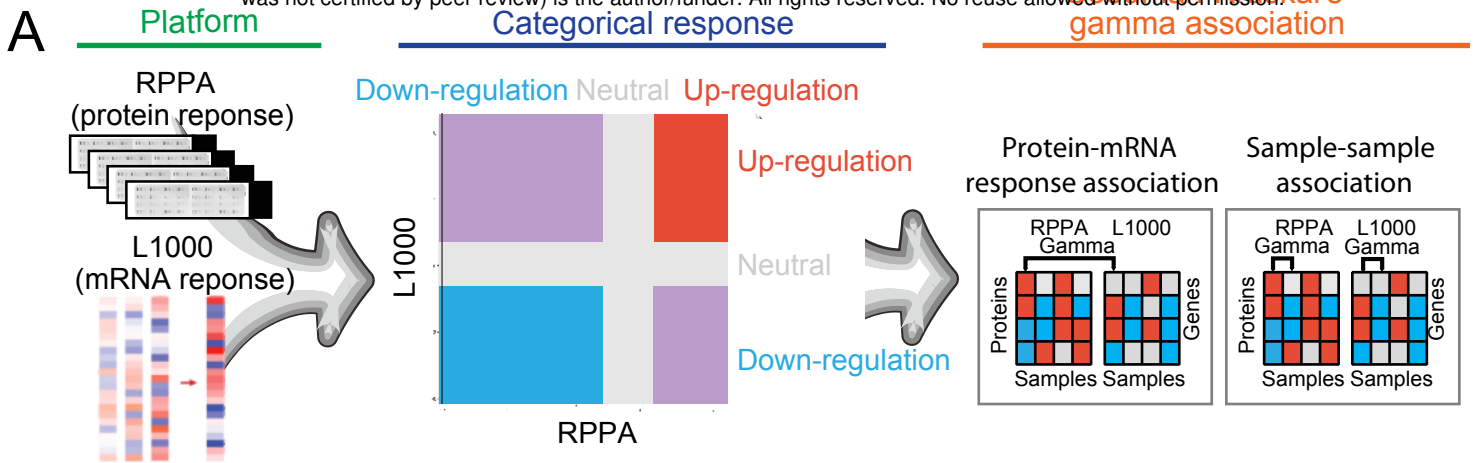 was not certified by peer review) is the author/funder. All rights reserved. No reuse allowed without permission.
A
Platform
Categorical response
gamma association
RPPA
(protein reponse)
L1000
(mRNA reponse)
Down-regulation Neutral Up-regulation
Up-regulation
Neutral
Down-regulation
L1000
RPPA
Protein-mRNA
response association
RPPA L1000
Gamma
Proteins
Genes
Samples Samples
Sample-sample
association
RPPA L1000
Gamma Gamma
Proteins
Genes
Samples Samples